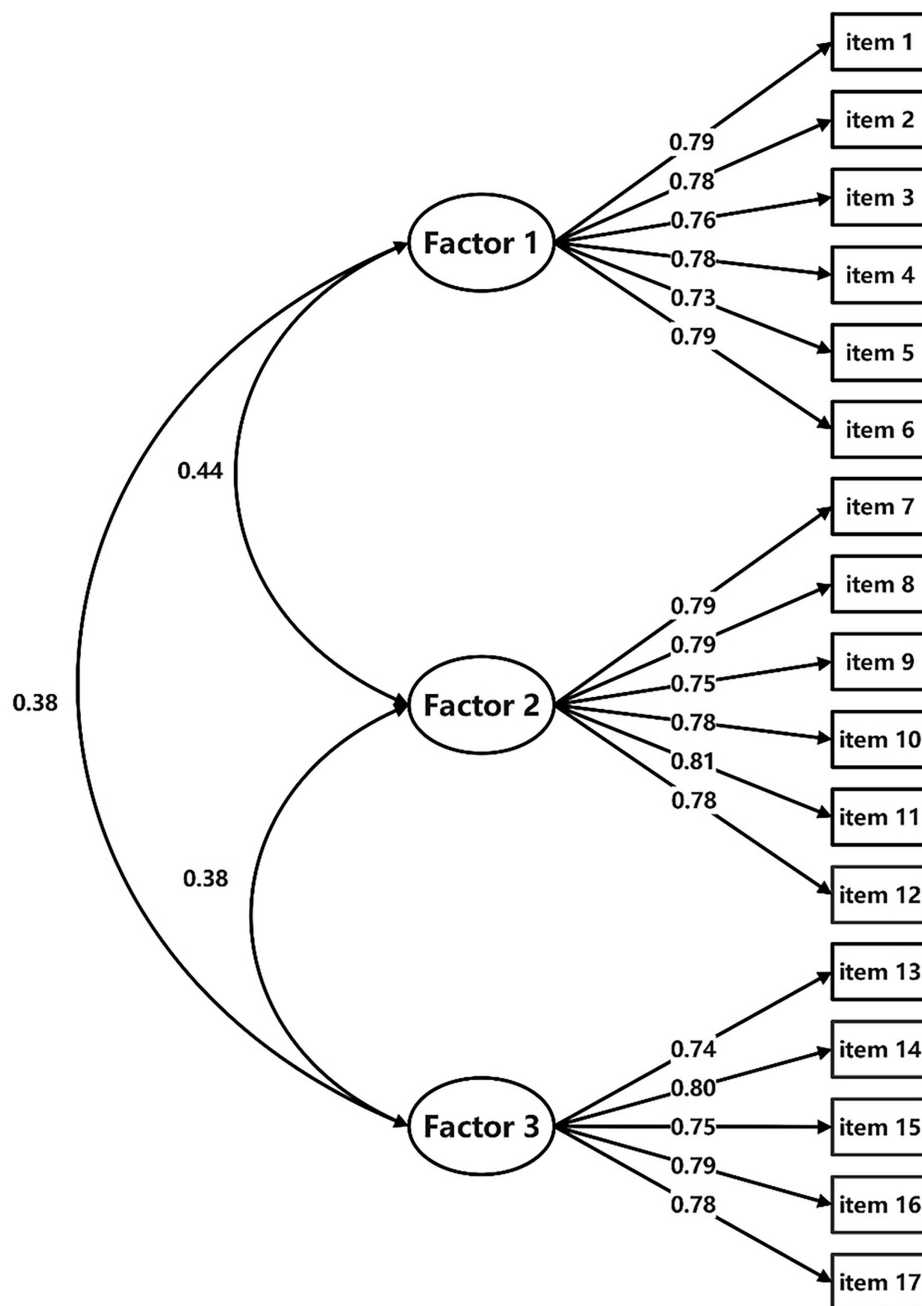 item 1
item 2
0.79
0.78
item 3
0.76
Factor 1
0.78
item 4
0.73
0.79
item 5
item 6
0.44
item 7
item 8
0.79
0.79
item 9
0.75
0.38
Factor 2
0.78
item 10
0.81
0.78
item 11
0.38
item 12
item 13
0.74
item 14
0.80
Factor 3
0.75
item 15
0.79
0.78
item 16
item 17